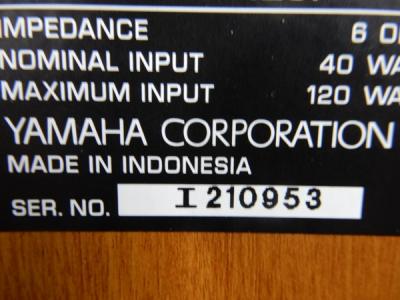 IMPEDANCE 6
NOMINAL INPUT 40
MAXIMUM INPUT 120
YAMAHA CORPORATION
MADE IN INDONESIA
SER. NO. I 210953